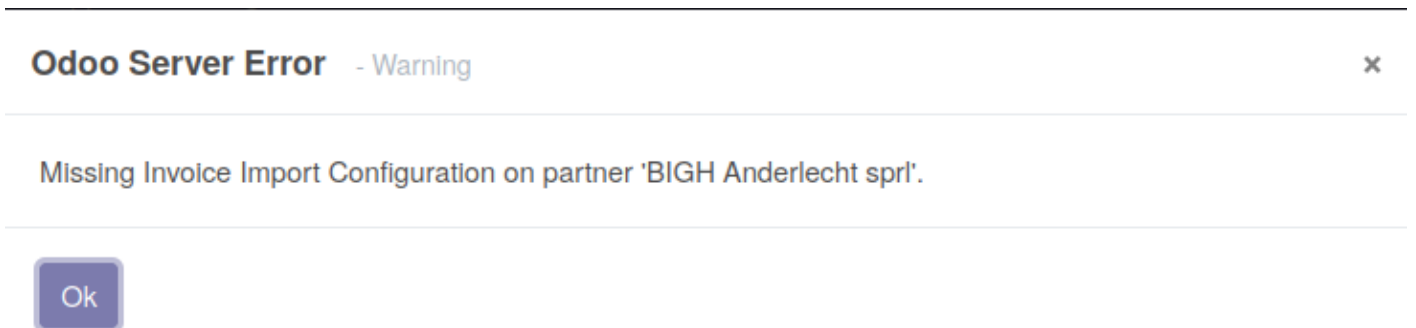 Odoo Server Error - Warning ×
Missing Invoice Import Configuration on partner 'BIGH Anderlecht sprl'.
Ok